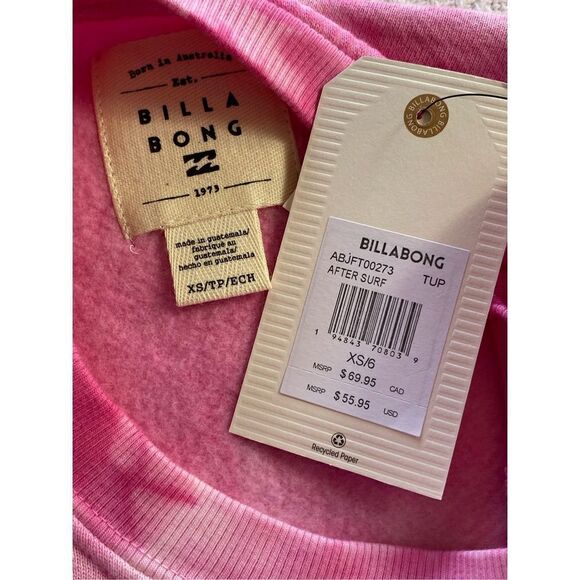 Born in Australia
Est.
BILLA
BONG
1973
made in guatemala/
fabriqué au
guatemala/
hecho en guatemala
XS/TP/ECH
BILLABONG
BILLABONG
BILLABONG
ABJFT00273 TUP
AFTER SURF
1 94843 70803 9
XS/6
MSRP $ 69.95 CAD
MSRP $ 55.95 USD
Recycled Paper